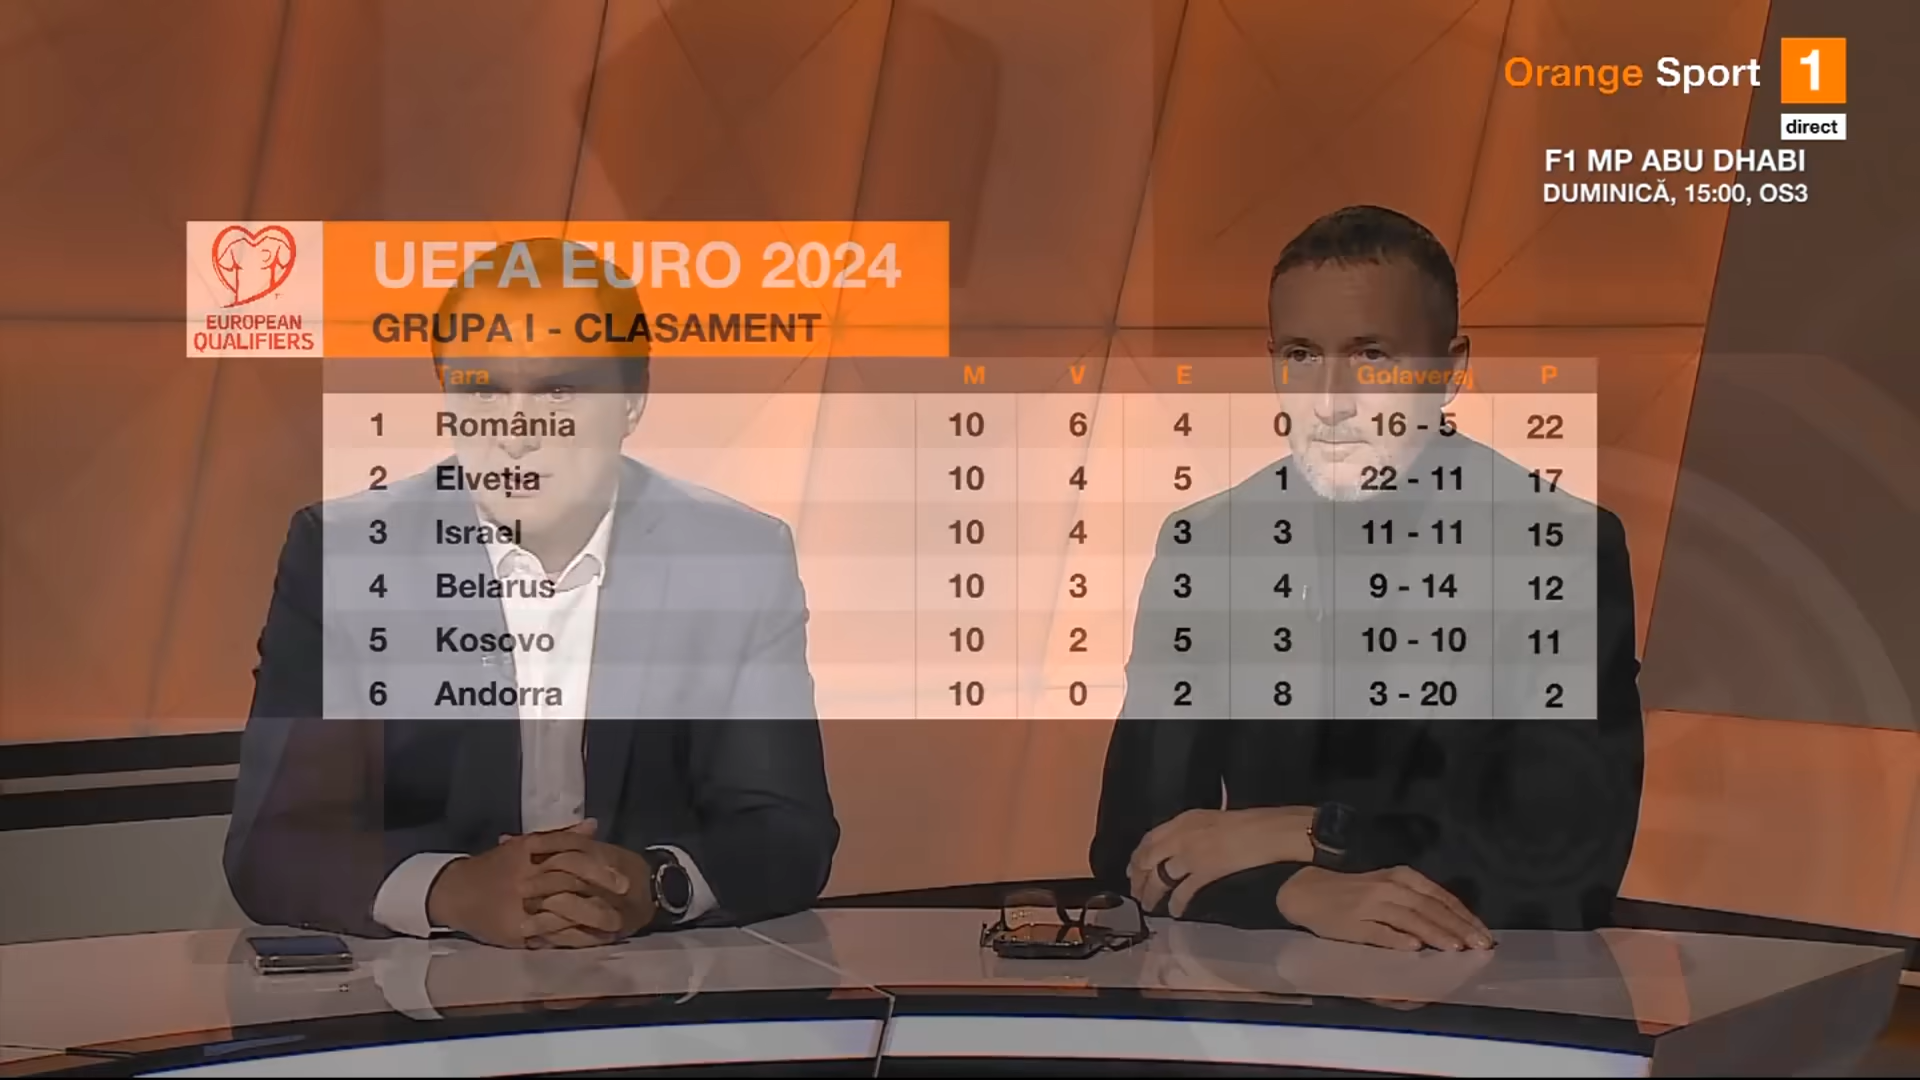 Orange Sport 1
direct
F1 MP ABU DHABI
DUMINICĂ, 15:00, OS3
UEFA EURO 2024
EUROPEAN
QUALIFIERS
GRUPA I - CLASAMENT
Țara M V E I Golaveraj P
1 România 10 6 4 0 16 - 5 22
2 Elveția 10 4 5 1 22 - 11 17
3 Israel 10 4 3 3 11 - 11 15
4 Belarus 10 3 3 4 9 - 14 12
5 Kosovo 10 2 5 3 10 - 10 11
6 Andorra 10 0 2 8 3 - 20 2